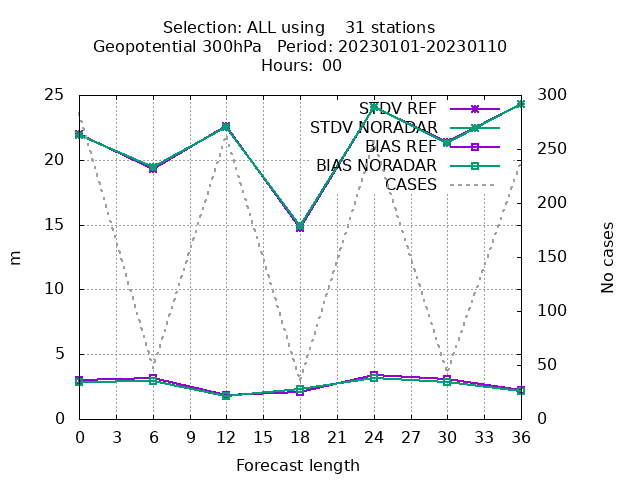 Selection: ALL using    31 stations
Geopotential 300hPa   Period: 20230101-20230110
Hours: 00
25
20
15
10
5
0
m
300
250
200
150
100
50
0
No cases
STDV REF
STDV NORADAR
BIAS REF
BIAS NORADAR
CASES
0 3 6 9 12 15 18 21 24 27 30 33 36
Forecast length